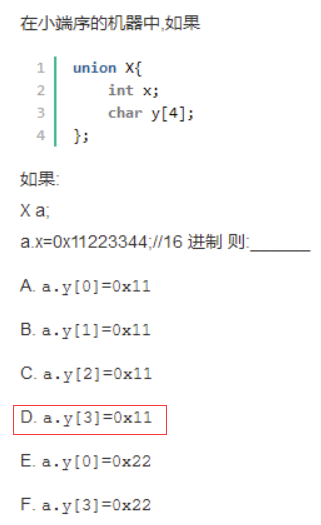 在小端序的机器中,如果
1 union X{
2 int x;
3 char y[4];
4 };
如果:
X a;
a.x=0x11223344;//16 进制 则:______
A. a.y[0]=0x11
B. a.y[1]=0x11
C. a.y[2]=0x11
D. a.y[3]=0x11
E. a.y[0]=0x22
F. a.y[3]=0x22